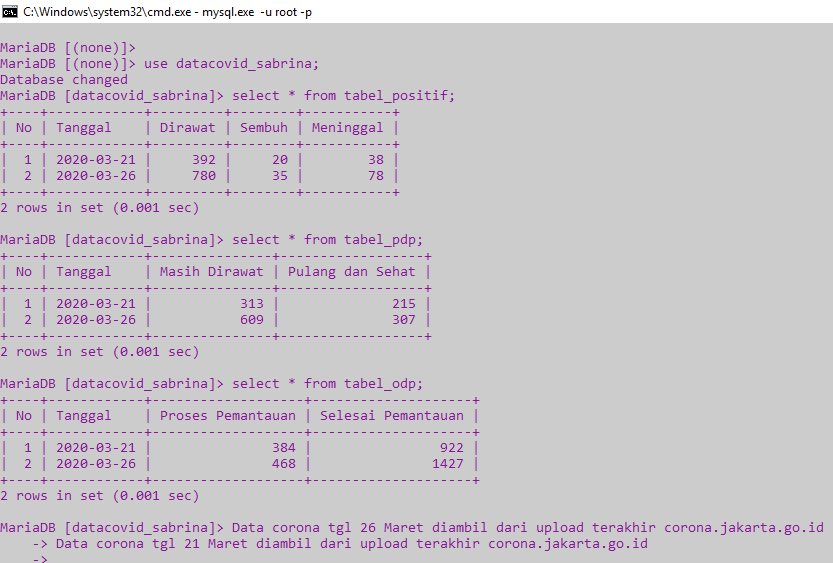 C:\Windows\system32\cmd.exe - mysql.exe -u root -p
MariaDB [(none)]>
MariaDB [(none)]> use datacovid_sabrina;
Database changed
MariaDB [datacovid_sabrina]> select * from tabel_positif;
+----+------------+---------+--------+-----------+
| No | Tanggal    | Dirawat | Sembuh | Meninggal |
+----+------------+---------+--------+-----------+
|  1 | 2020-03-21 |     392 |     20 |        38 |
|  2 | 2020-03-26 |     780 |     35 |        78 |
+----+------------+---------+--------+-----------+
2 rows in set (0.001 sec)
MariaDB [datacovid_sabrina]> select * from tabel_pdp;
+----+------------+---------------+------------------+
| No | Tanggal    | Masih Dirawat | Pulang dan Sehat |
+----+------------+---------------+------------------+
|  1 | 2020-03-21 |           313 |              215 |
|  2 | 2020-03-26 |           609 |              307 |
+----+------------+---------------+------------------+
2 rows in set (0.001 sec)
MariaDB [datacovid_sabrina]> select * from tabel_odp;
+----+------------+-------------------+--------------------+
| No | Tanggal    | Proses Pemantauan | Selesai Pemantauan |
+----+------------+-------------------+--------------------+
|  1 | 2020-03-21 |               384 |                922 |
|  2 | 2020-03-26 |               468 |               1427 |
+----+------------+-------------------+--------------------+
2 rows in set (0.001 sec)
MariaDB [datacovid_sabrina]> Data corona tgl 26 Maret diambil dari upload terakhir corona.jakarta.go.id
    -> Data corona tgl 21 Maret diambil dari upload terakhir corona.jakarta.go.id
    ->